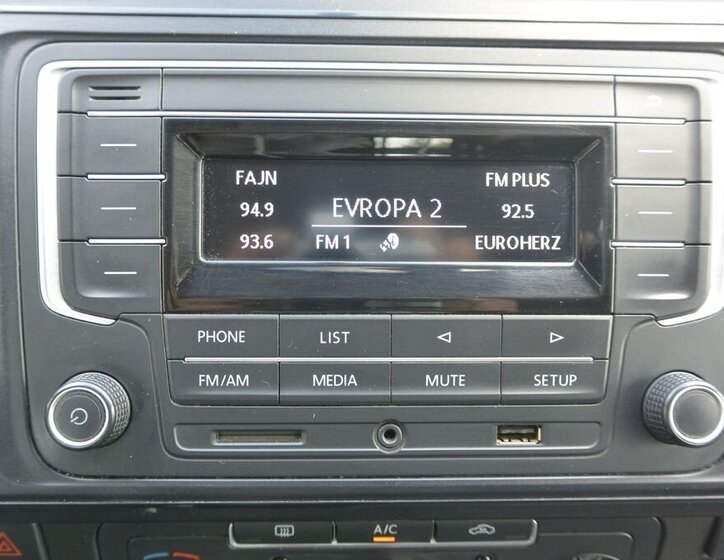 FAJN EVROPA 2 FM PLUS
94.9 92.5
93.6 FM 1 EUROHERZ
PHONE LIST
FM/AM MEDIA MUTE SETUP
A/C